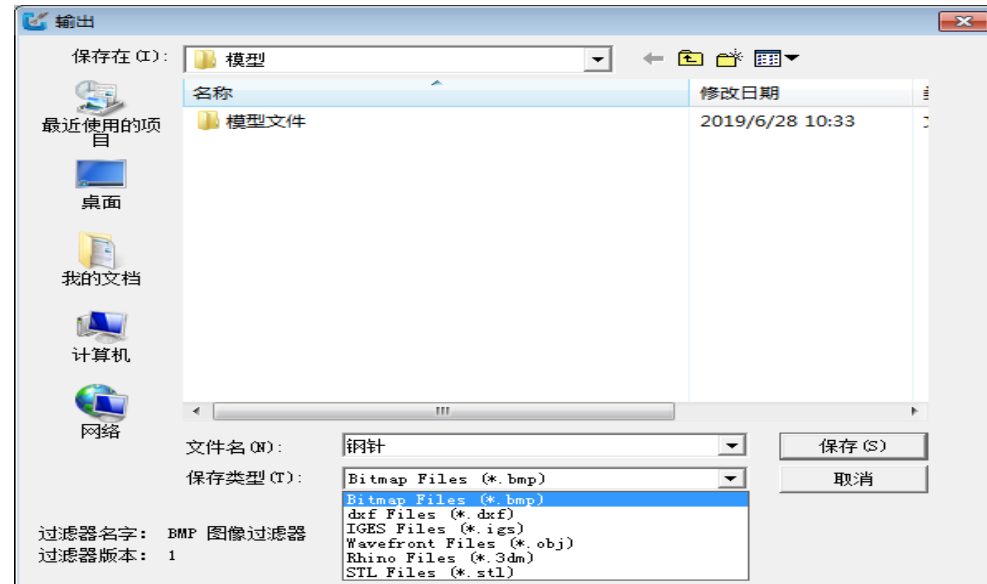 输出
保存在(I):
模型
名称
修改日期
最近使用的项目
模型文件
2019/6/28 10:33
桌面
我的文档
计算机
网络
文件名(N):
钢针
保存(S)
保存类型(T):
Bitmap Files (*.bmp)
取消
Bitmap Files (*.bmp)
dxf Files (*.dxf)
IGES Files (*.igs)
Wavefront Files (*.obj)
Rhino Files (*.3dm)
STL Files (*.stl)
过滤器名字: BMP 图像过滤器
过滤器版本: 1